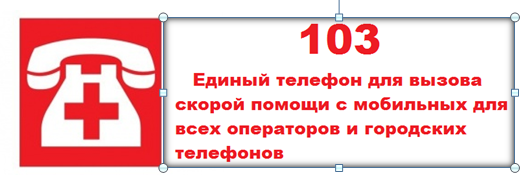 103
Единый телефон для вызова
скорой помощи с мобильных для
всех операторов и городских
телефонов